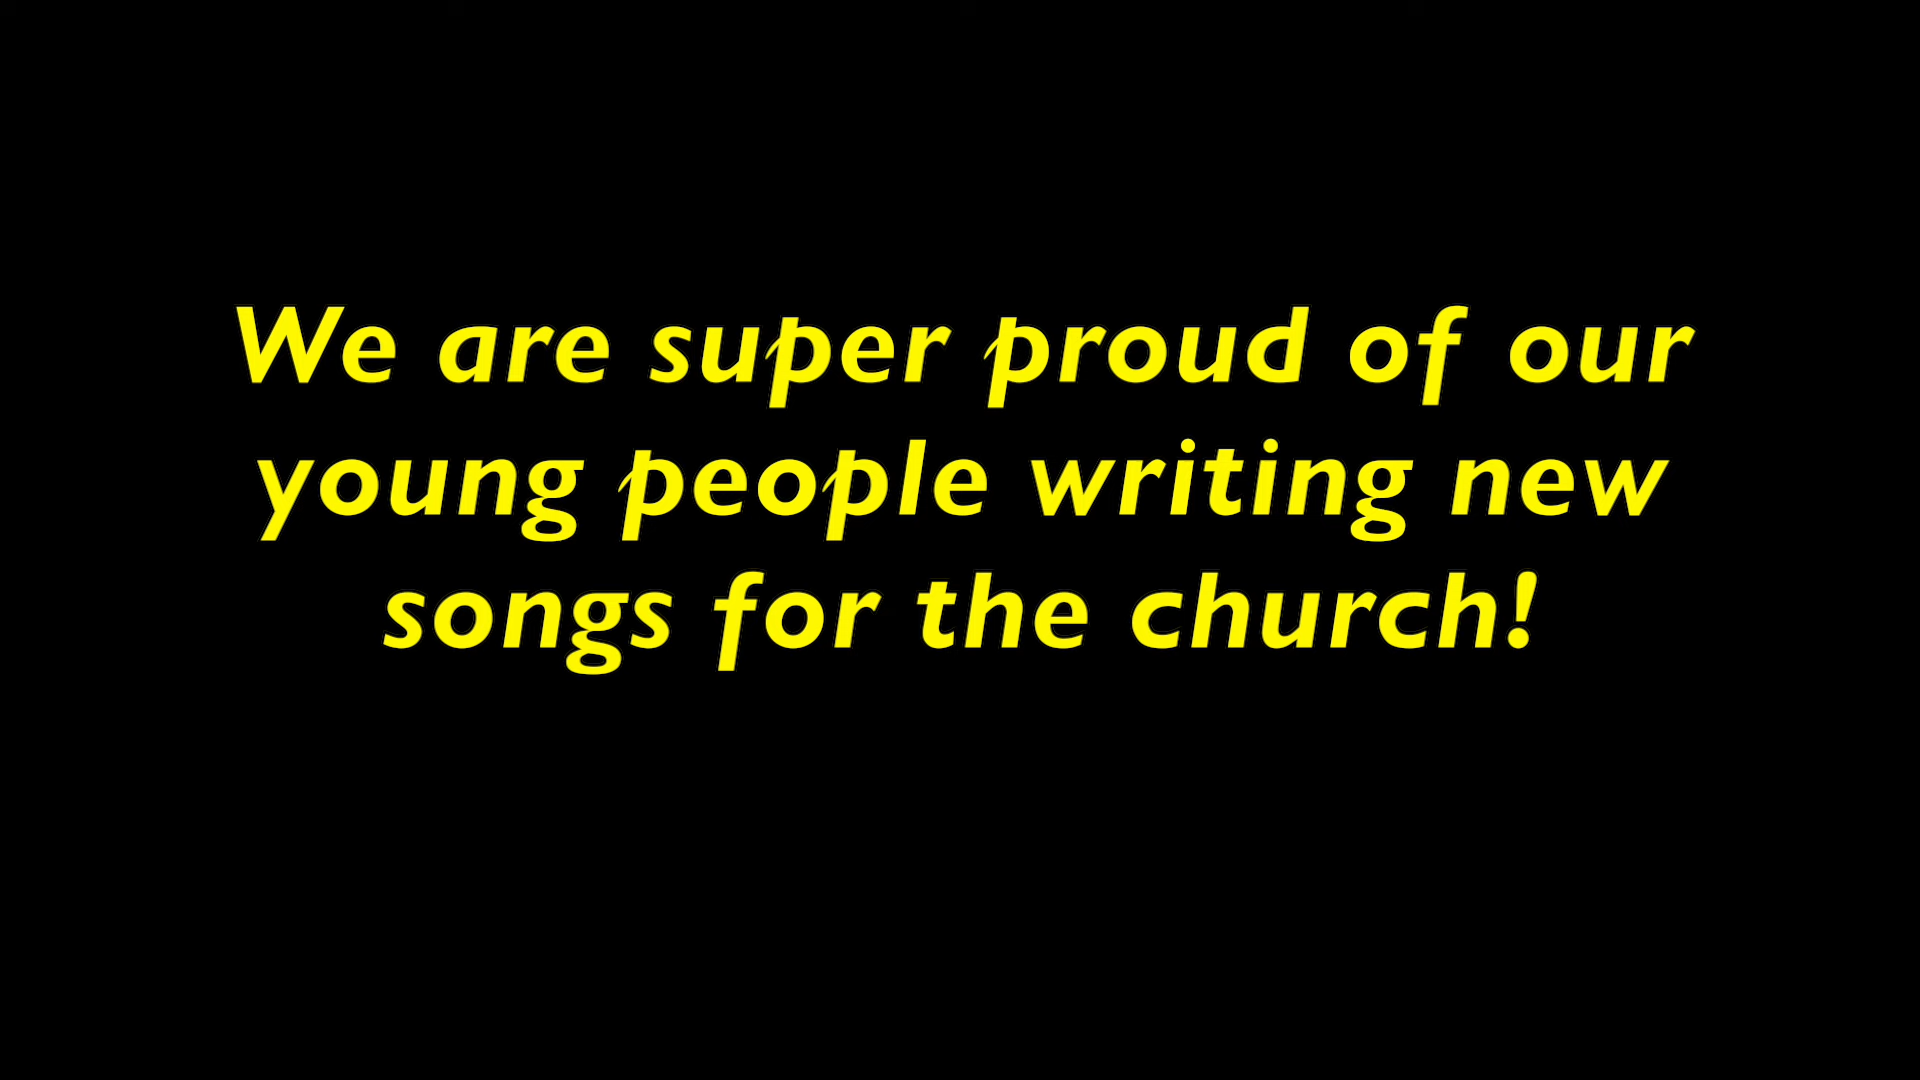 We are super proud of our
young people writing new
songs for the church!